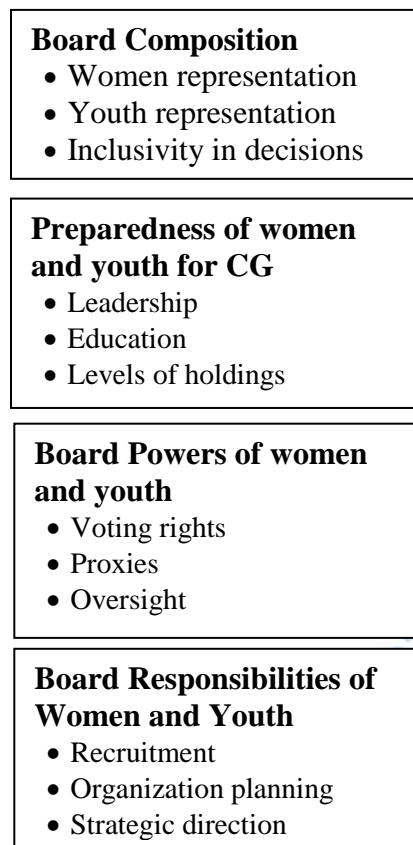 Board Composition
• Women representation
• Youth representation
• Inclusivity in decisions
Preparedness of women
and youth for CG
• Leadership
• Education
• Levels of holdings
Board Powers of women
and youth
• Voting rights
• Proxies
• Oversight
Board Responsibilities of
Women and Youth
• Recruitment
• Organization planning
• Strategic direction